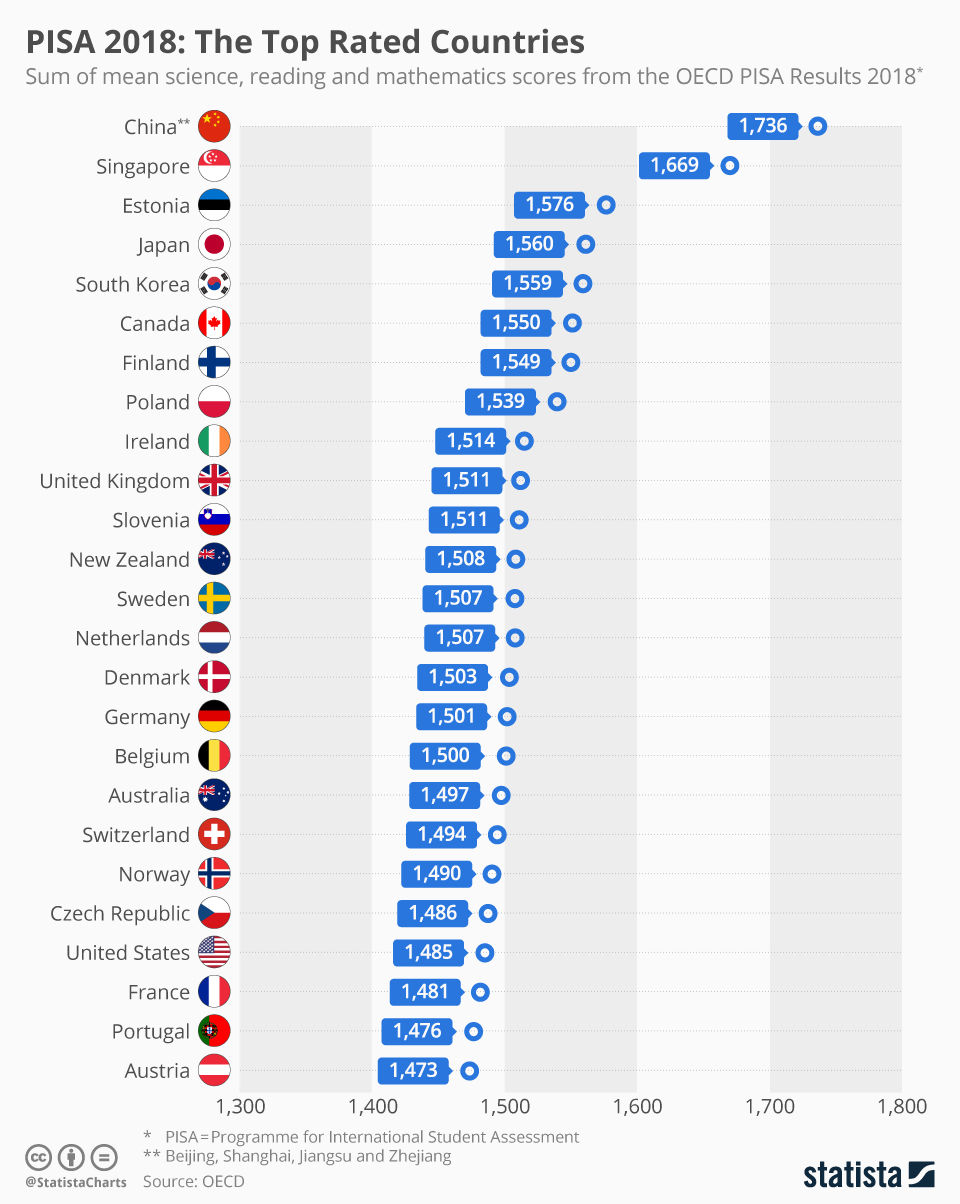 PISA 2018: The Top Rated Countries
Sum of mean science, reading and mathematics scores from the OECD PISA Results 2018*
China** 1,736
Singapore 1,669
Estonia 1,576
Japan 1,560
South Korea 1,559
Canada 1,550
Finland 1,549
Poland 1,539
Ireland 1,514
United Kingdom 1,511
Slovenia 1,511
New Zealand 1,508
Sweden 1,507
Netherlands 1,507
Denmark 1,503
Germany 1,501
Belgium 1,500
Australia 1,497
Switzerland 1,494
Norway 1,490
Czech Republic 1,486
United States 1,485
France 1,481
Portugal 1,476
Austria 1,473
1,300 1,400 1,500 1,600 1,700 1,800
* PISA=Programme for International Student Assessment
** Beijing, Shanghai, Jiangsu and Zhejiang
cc
@StatistaCharts Source: OECD
statista